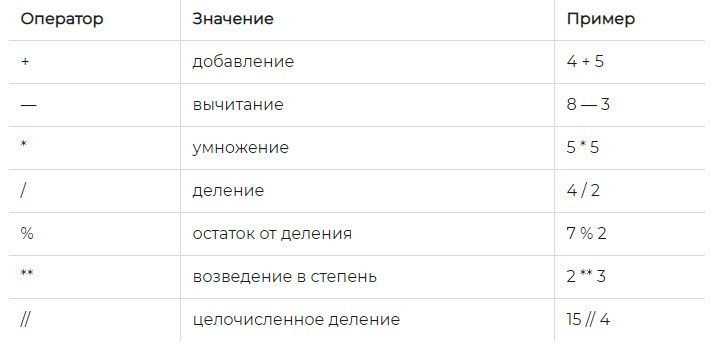 Оператор Значение Пример
+ добавление 4 + 5
— вычитание 8 — 3
* умножение 5 * 5
/ деление 4 / 2
% остаток от деления 7 % 2
** возведение в степень 2 ** 3
// целочисленное деление 15 // 4